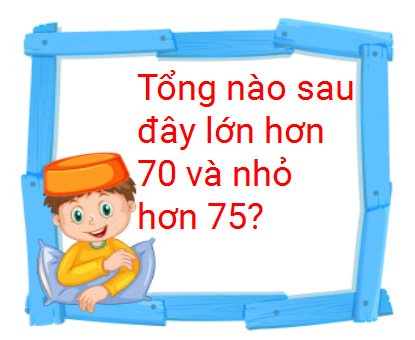 Tổng nào sau
đây lớn hơn
70 và nhỏ
hơn 75?